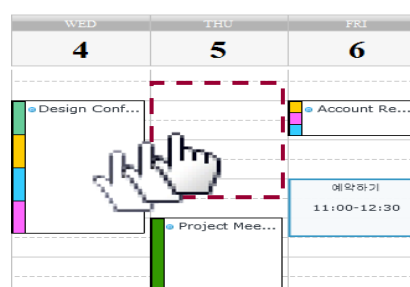 WED THU FRI
4 5 6
Design Conf...
Account Re...
예약하기
11:00-12:30
Project Mee...